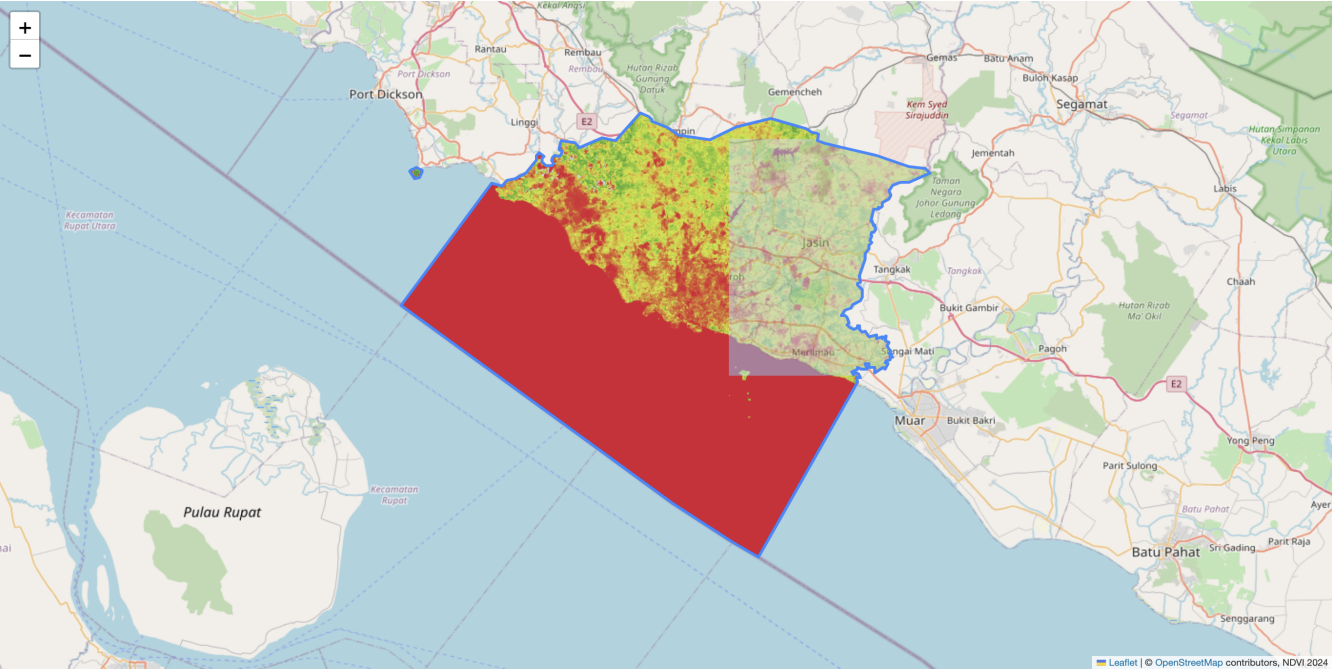 +
−
Kekal Angsi
Rantau
Rembau
Rembau
Port Dickson
Hutan Rizab
Gunung
Datuk
Port Dickson
Linggi
E2
Gemencheh
Gemas
Batu Anam
Buloh Kasap
Segamat
Segamat
Kem Syed
Sirajuddin
Hutan Simpanan
Kekal Labis
Utara
Jementah
Taman
Negara
Johor Gunung
Ledang
Labis
Kecamatan
Rupat Utara
Jasin
Tangkak
Tangkak
Chaah
Bukit Gambir
Hutan Rizab
Ma' Okil
Pagoh
Merlimau
Sungai Mati
E2
Muar
Bukit Bakri
Yong Peng
Parit Sulong
Kecamatan
Rupat
Pulau Rupat
Batu Pahat
Ayer
Batu Pahat
Sri Gading
Parit Raja
Senggarang
Leaflet | © OpenStreetMap contributors, NDVI 2024